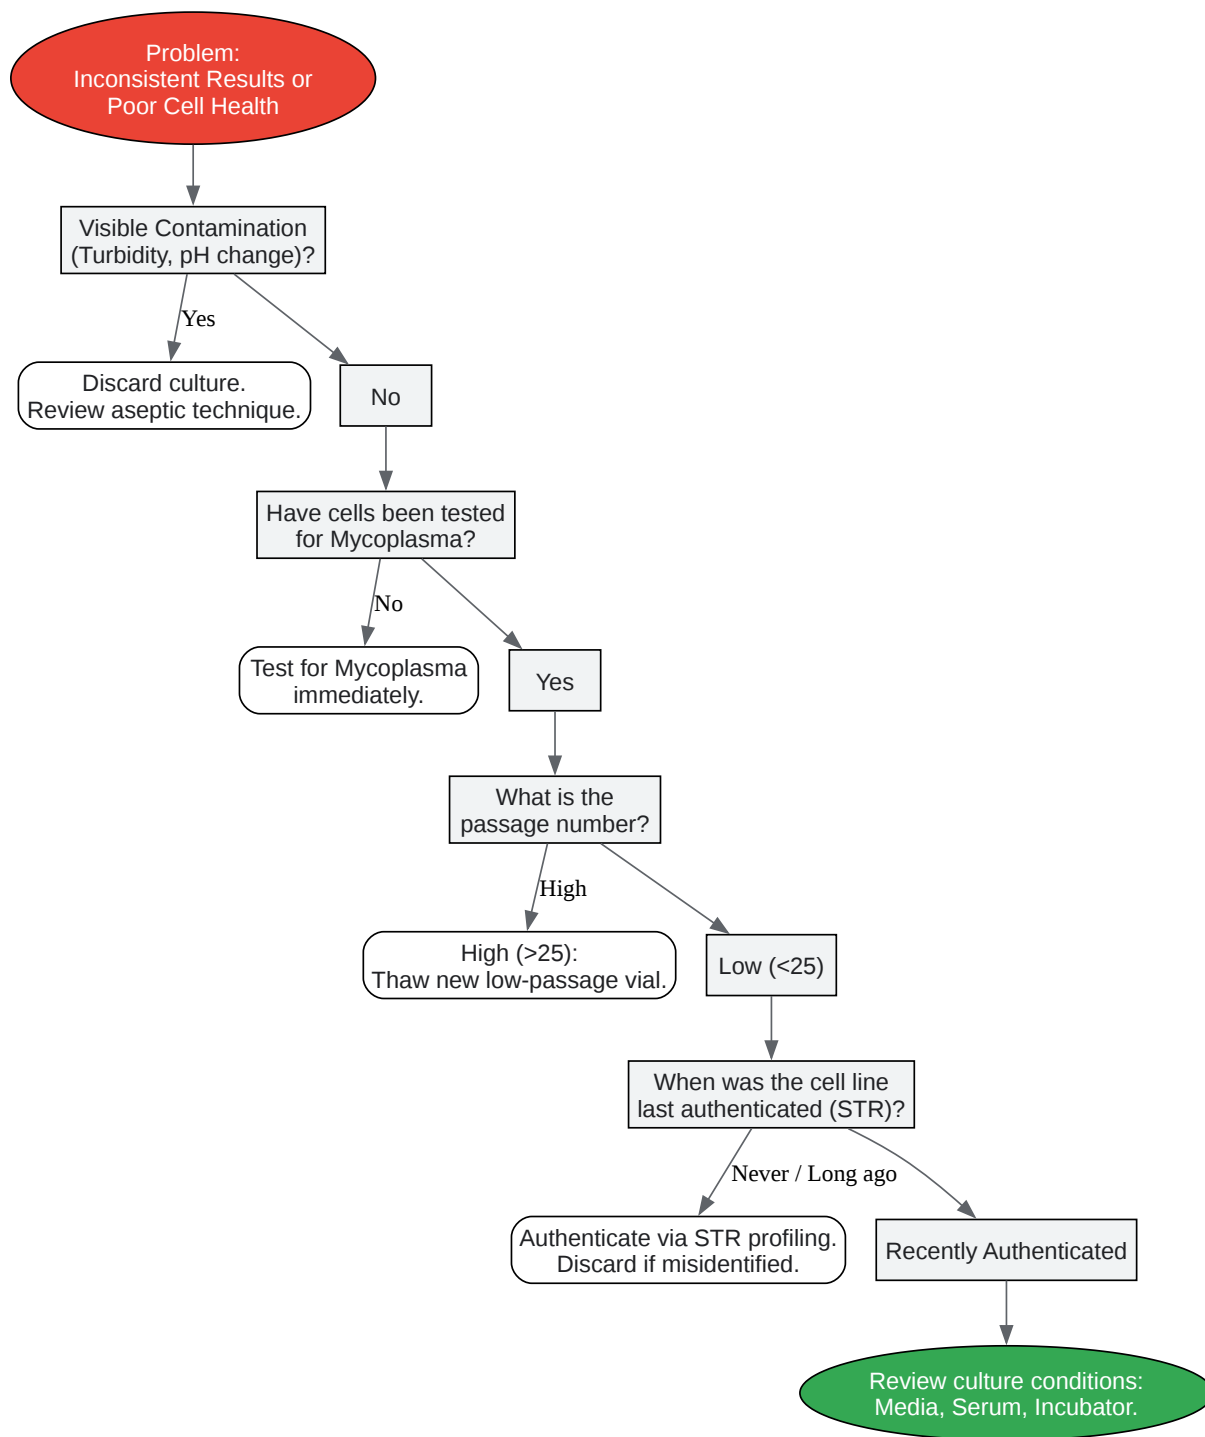 Problem:
Inconsistent Results or
Poor Cell Health
Visible Contamination
(Turbidity, pH change)?
Yes
Discard culture.
Review aseptic technique.
No
Have cells been tested
for Mycoplasma?
No
Test for Mycoplasma
immediately.
Yes
What is the
passage number?
High
High (>25):
Thaw new low-passage vial.
Low (<25)
When was the cell line
last authenticated (STR)?
Never / Long ago
Authenticate via STR profiling.
Discard if misidentified.
Recently Authenticated
Review culture conditions:
Media, Serum, Incubator.